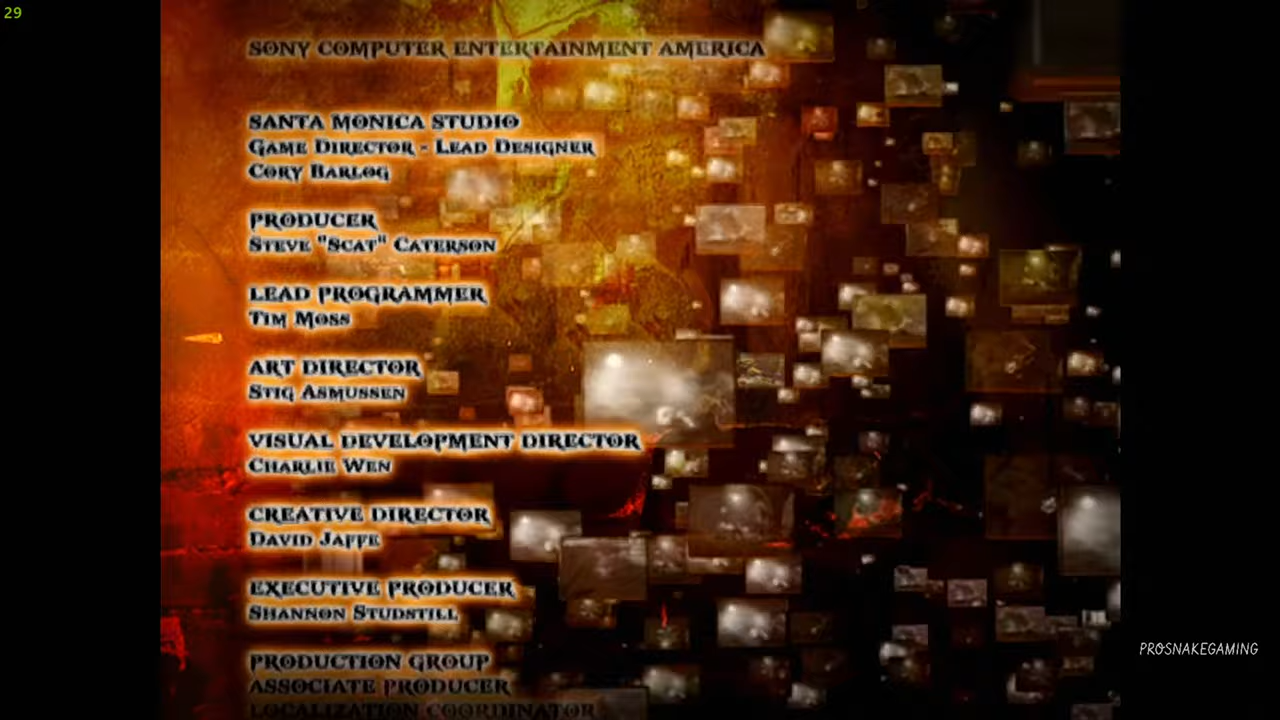 29
SONY COMPUTER ENTERTAINMENT AMERICA
SANTA MONICA STUDIO
GAME DIRECTOR - LEAD DESIGNER
CORY BARLOG
PRODUCER
STEVE "SCAT" CATERSON
LEAD PROGRAMMER
TIM MOSS
ART DIRECTOR
STIG ASMUSSEN
VISUAL DEVELOPMENT DIRECTOR
CHARLIE WEN
CREATIVE DIRECTOR
DAVID JAFFE
EXECUTIVE PRODUCER
SHANNON STUDSTILL
PRODUCTION GROUP
ASSOCIATE PRODUCER
LOCALIZATION COORDINATOR
PROSNAKEGAMING